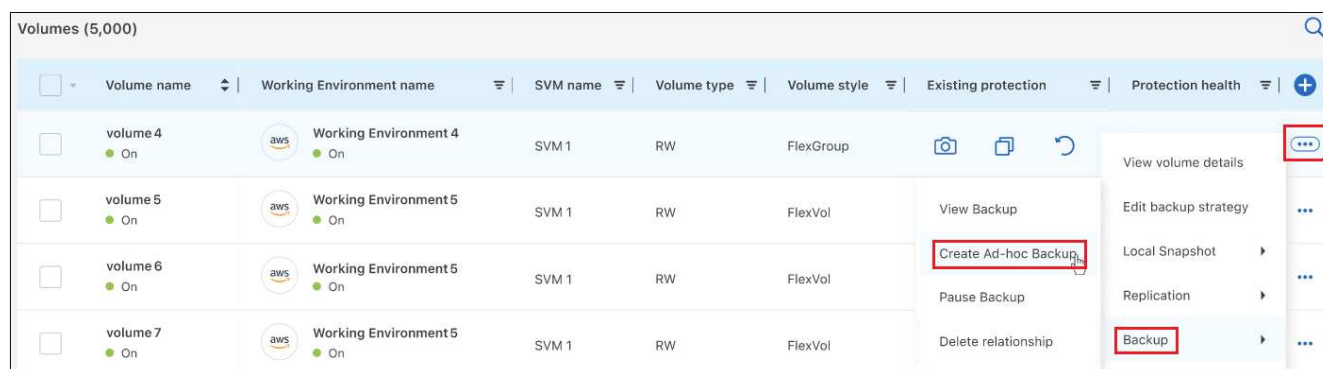 Volumes (5,000)
Volume name Working Environment name SVM name Volume type Volume style Existing protection Protection health
volume 4 aws Working Environment 4 SVM 1 RW FlexGroup
On On
View volume details
volume 5 aws Working Environment 5 SVM 1 RW FlexVol View Backup Edit backup strategy
On On
Create Ad-hoc Backup Local Snapshot
volume 6 aws Working Environment 5 SVM 1 RW FlexVol
On On
Pause Backup Replication
volume 7 aws Working Environment 5 SVM 1 RW FlexVol Delete relationship Backup
On On